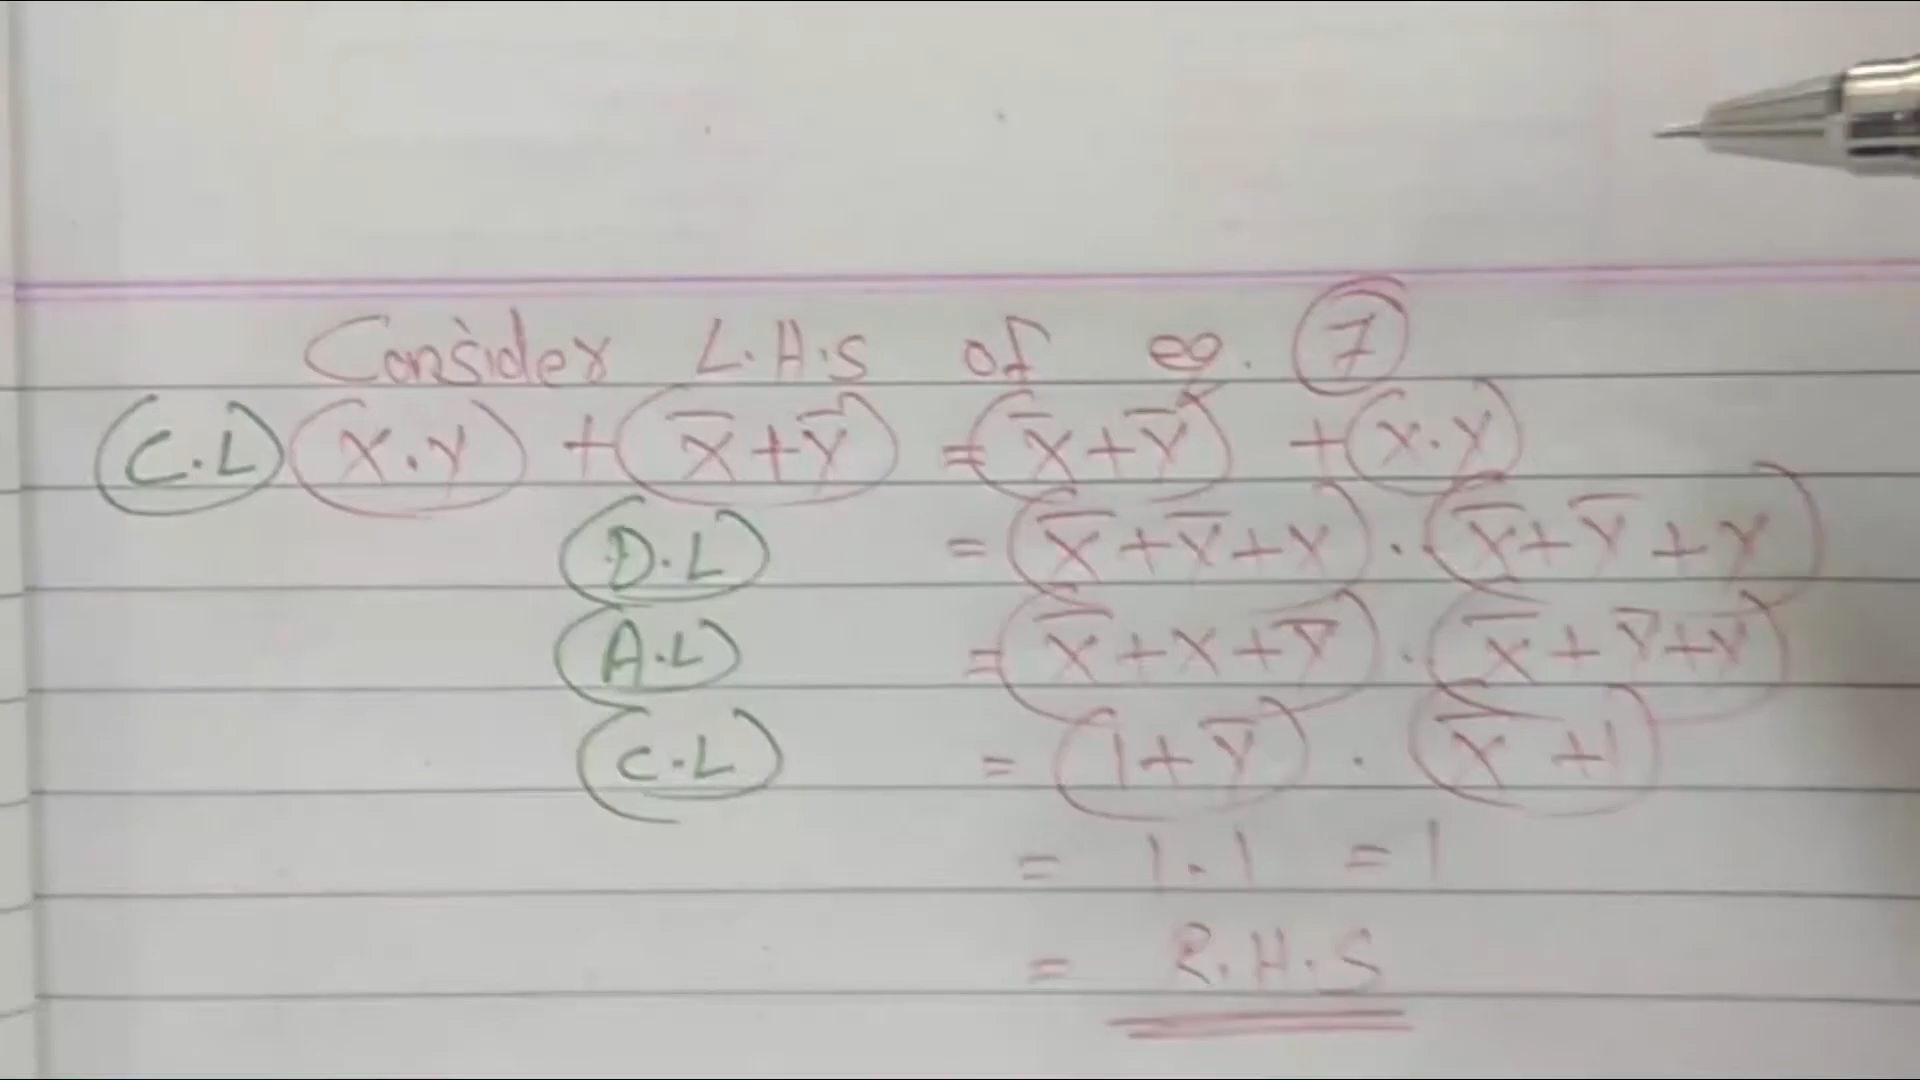 Consider L.H.S of eq. 7
(C.L) (X.Y) + (X̅+Y̅) = (X̅+Y̅) + (X.Y)
(D.L) = (X̅+Y̅+X) . (X̅+Y̅+Y)
(A.L) = (X̅+X+Y̅) . (X̅+Y̅+Y)
(C.L) = (1+Y̅) . (X̅+1)
= 1.1 = 1
= R.H.S